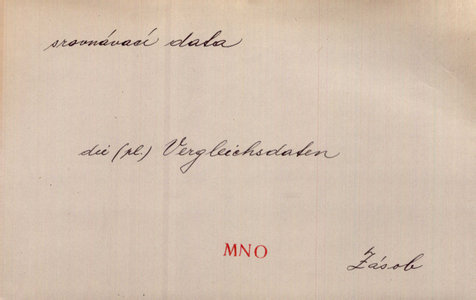 srovnávací data
die (pl.) Vergleichsdaten
MNO
Zásob